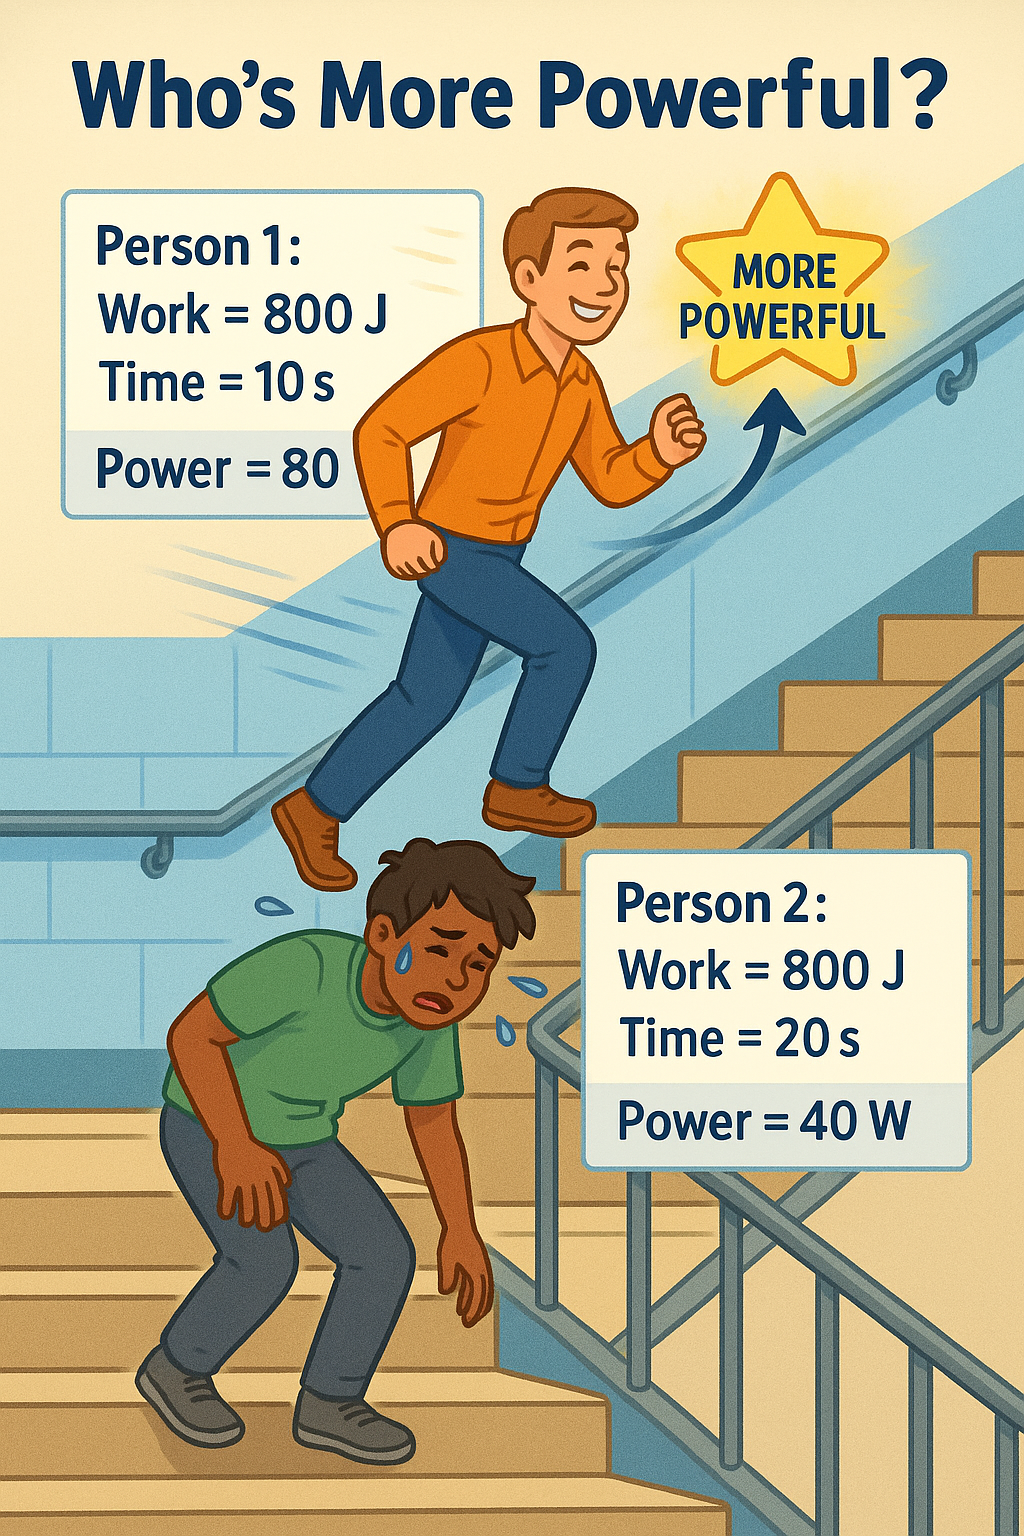 Who's More Powerful?
Person 1:
Work = 800 J
Time = 10 s
Power = 80
MORE
POWERFUL
Person 2:
Work = 800 J
Time = 20 s
Power = 40 W